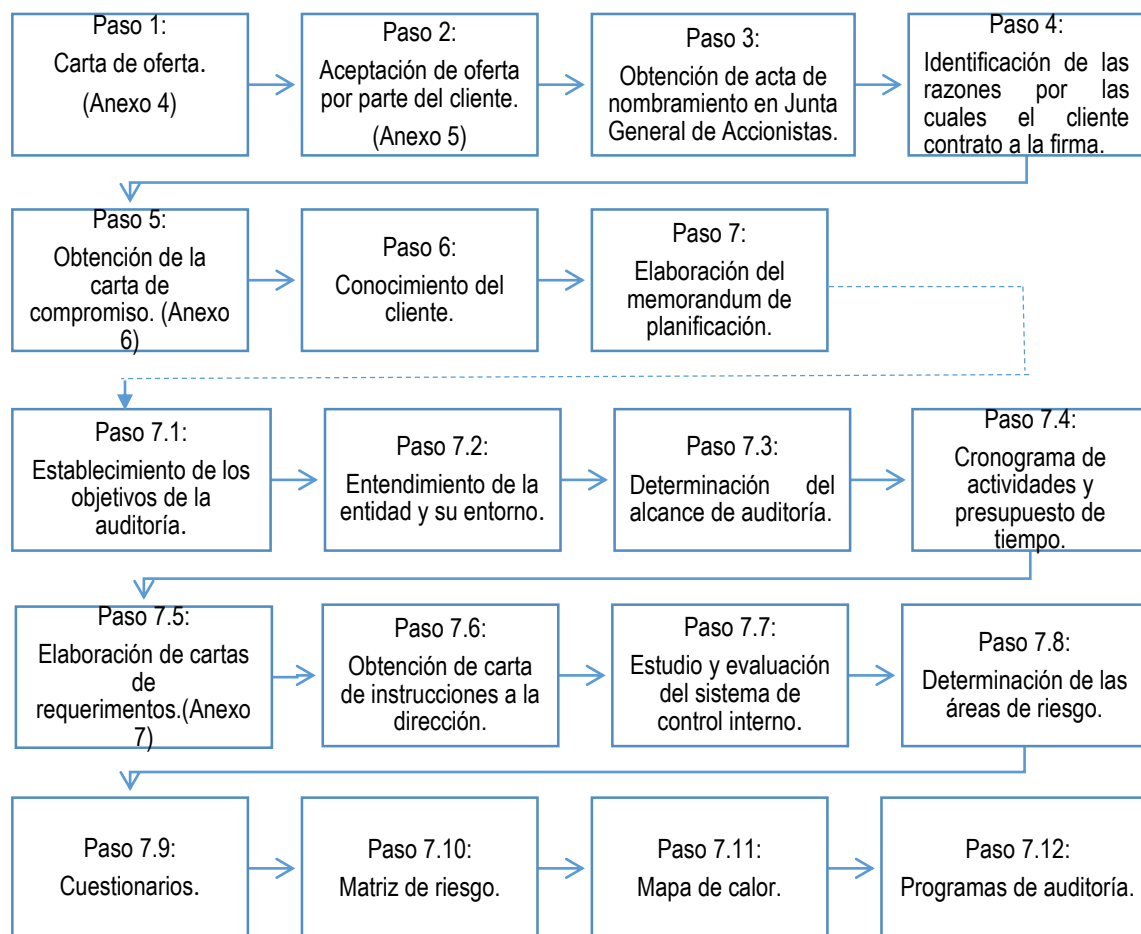 Paso 1:
Carta de oferta.
(Anexo 4)
Paso 2:
Aceptación de oferta
por parte del cliente.
(Anexo 5)
Paso 3:
Obtención de acta de
nombramiento en Junta
General de Accionistas.
Paso 4:
Identificación de las
razones por las
cuales el cliente
contrato a la firma.
Paso 5:
Obtención de la
carta de
compromiso. (Anexo
6)
Paso 6:
Conocimiento del
cliente.
Paso 7:
Elaboración del
memorandum de
planificación.
Paso 7.1:
Establecimiento de los
objetivos de la
auditoría.
Paso 7.2:
Entendimiento de la
entidad y su entorno.
Paso 7.3:
Determinación del
alcance de auditoría.
Paso 7.4:
Cronograma de
actividades y
presupuesto de
tiempo.
Paso 7.5:
Elaboración de cartas
de
requerimentos.(Anexo
7)
Paso 7.6:
Obtención de carta
de instrucciones a la
dirección.
Paso 7.7:
Estudio y evaluación
del sistema de
control interno.
Paso 7.8:
Determinación de las
áreas de riesgo.
Paso 7.9:
Cuestionarios.
Paso 7.10:
Matriz de riesgo.
Paso 7.11:
Mapa de calor.
Paso 7.12:
Programas de auditoría.